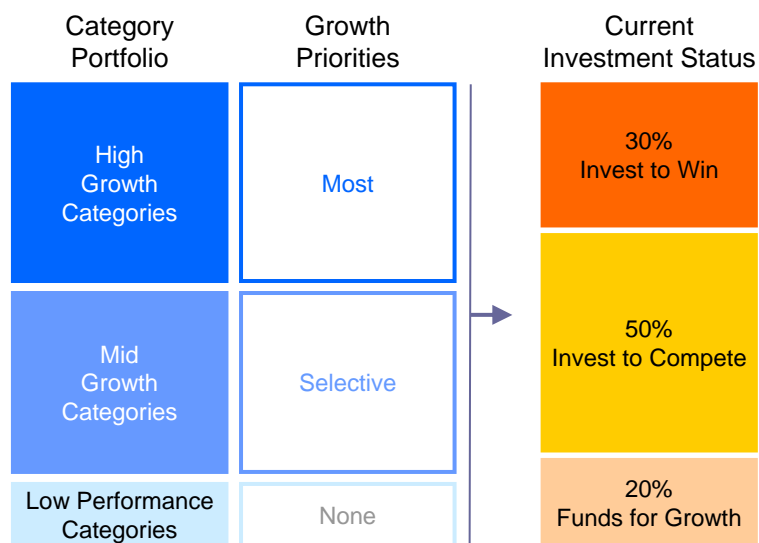 Category
Portfolio
Growth
Priorities
Current
Investment Status
High
Growth
Categories
Most
30%
Invest to Win
Mid
Growth
Categories
Selective
50%
Invest to Compete
Low Performance
Categories
None
20%
Funds for Growth